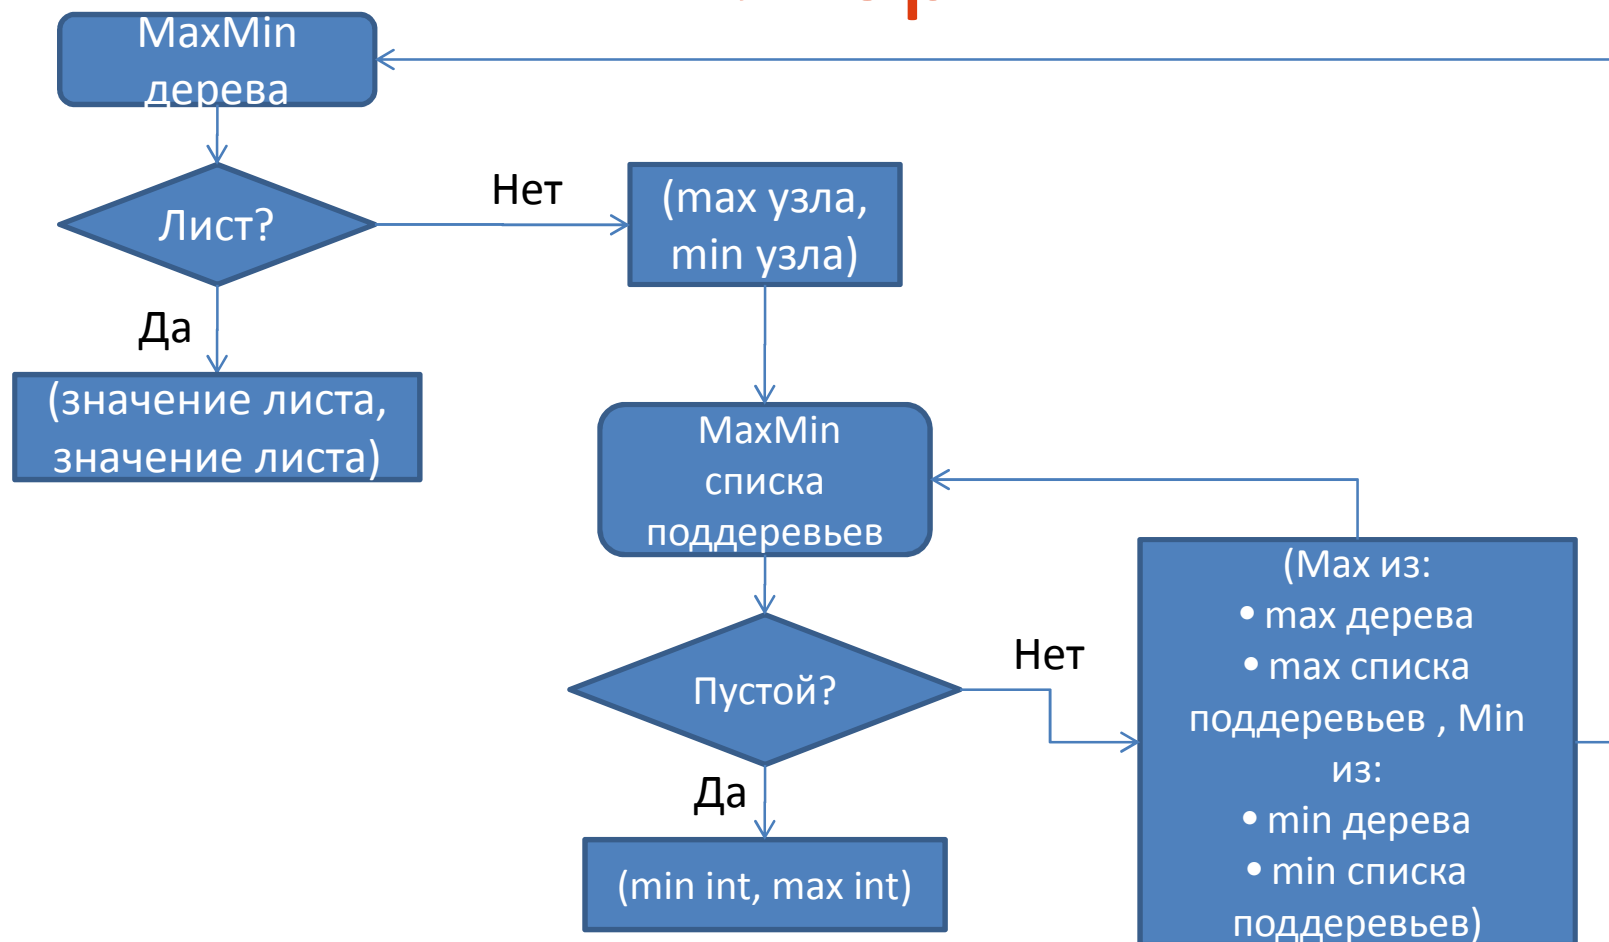 MaxMin
дерева
Лист?
Нет
(max узла,
min узла)
Да
(значение листа,
значение листа)
MaxMin
списка
поддеревьев
Пустой?
Нет
(Max из:
• max дерева
• max списка
поддеревьев , Min
из:
• min дерева
• min списка
поддеревьев)
Да
(min int, max int)